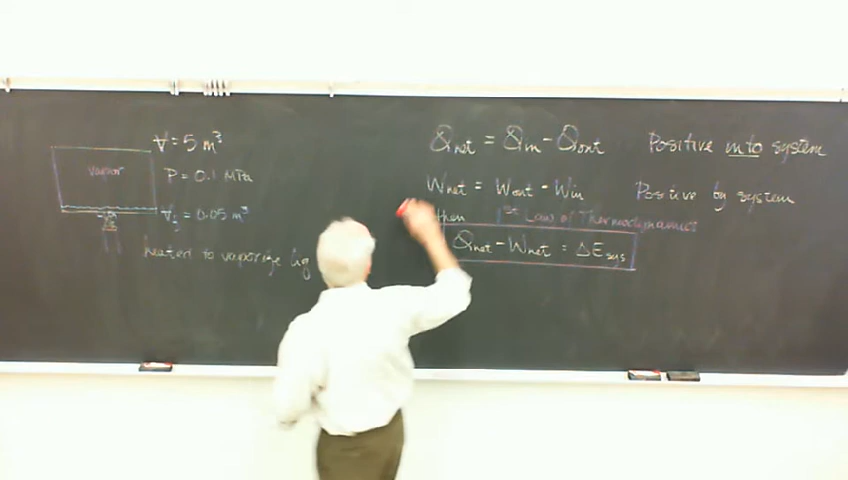 V = 5 m³
vapor
P = 0.1 MPa
V = 0.05 m³
heated to vaporize liq
Qnet = Qin - Qout Positive into system
Wnet = Wout - Win Positive by system
then 1st Law of Thermodynamics
Qnet - Wnet = ΔEsys